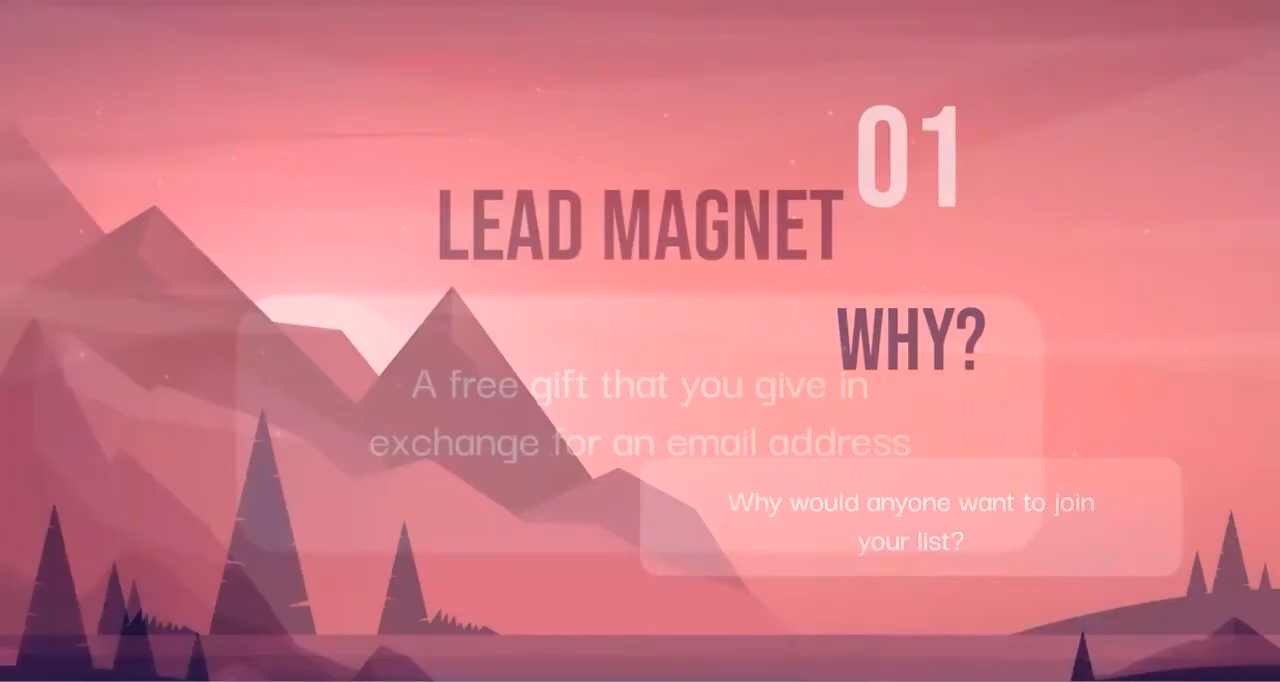 01
LEAD MAGNET
WHY?
A free gift that you give in
exchange for an email address
Why would anyone want to join
your list?